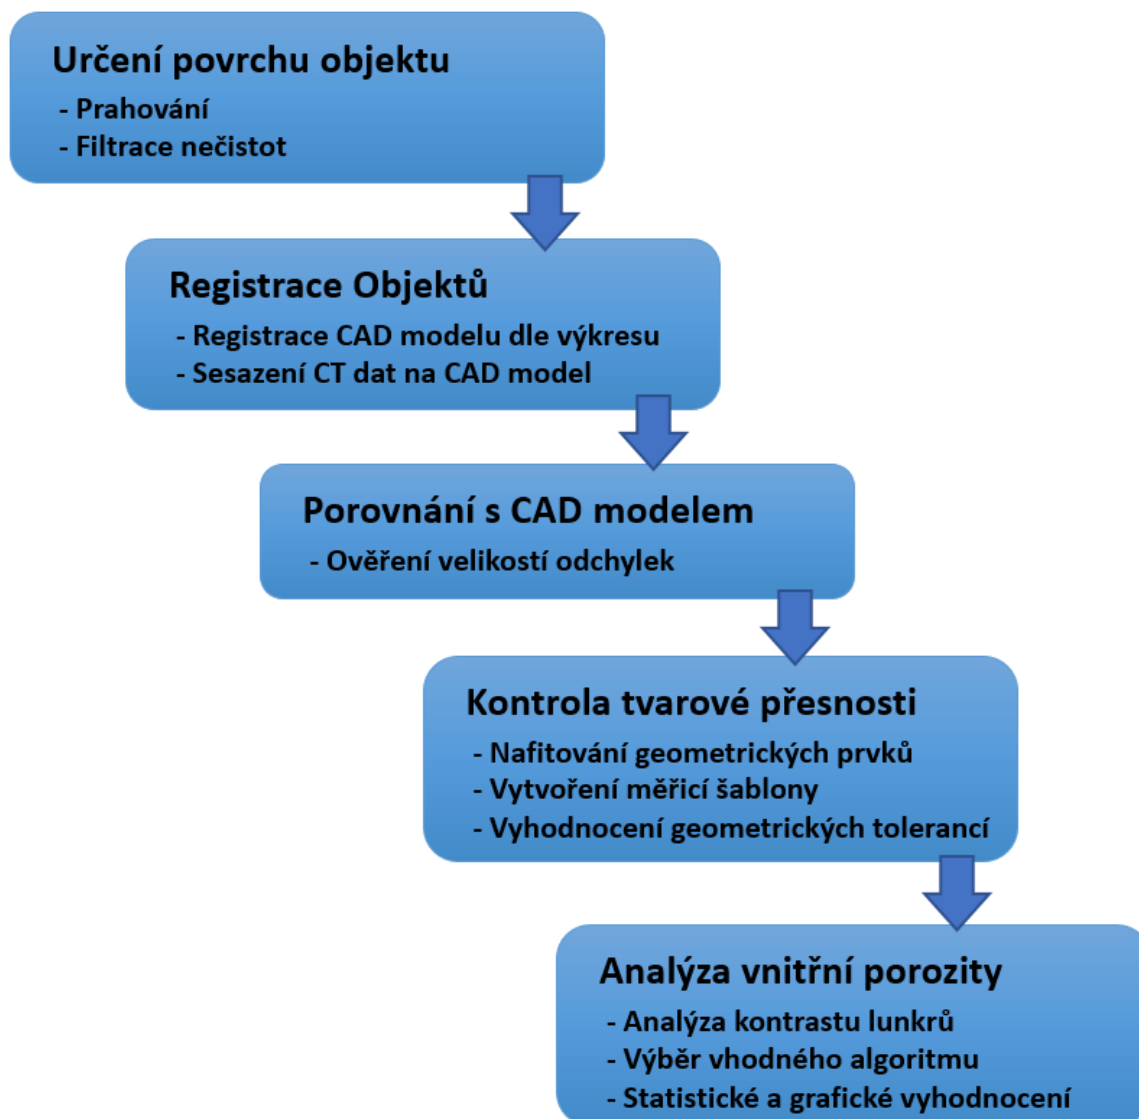 Určení povrchu objektu
- Prahování
- Filtrace nečistot
Registrace Objektů
- Registrace CAD modelu dle výkresu
- Sesazení CT dat na CAD model
Porovnání s CAD modelem
- Ověření velikostí odchylek
Kontrola tvarové přesnosti
- Nafitování geometrických prvků
- Vytvoření měřicí šablony
- Vyhodnocení geometrických tolerancí
Analýza vnitřní porozity
- Analýza kontrastu lunkrů
- Výběr vhodného algoritmu
- Statistické a grafické vyhodnocení